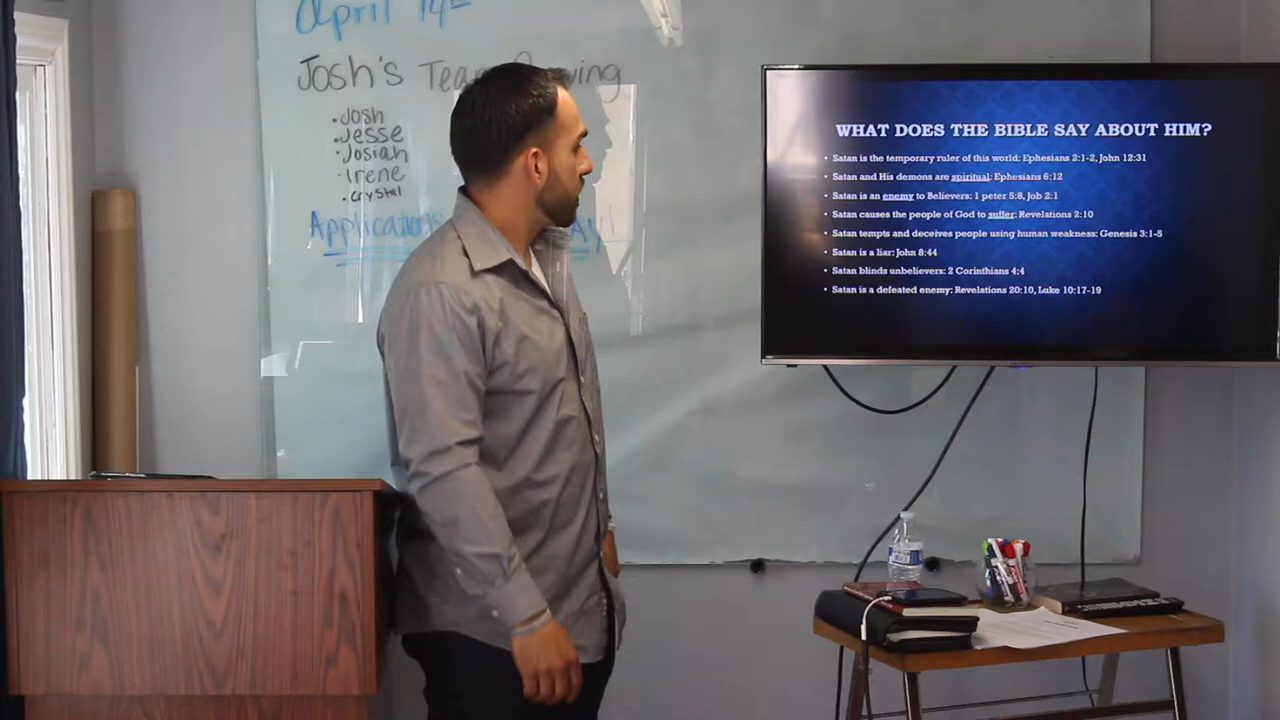 April 14th
Josh's Team Serving
• Josh
• Jesse
• Josiah
• Irene
• Crystal
Applications
WHAT DOES THE BIBLE SAY ABOUT HIM?
• Satan is the temporary ruler of this world: Ephesians 2:1-2, John 12:31
• Satan and His demons are spiritual: Ephesians 6:12
• Satan is an enemy to Believers: 1 peter 5:8, Job 2:1
• Satan causes the people of God to suffer: Revelations 2:10
• Satan tempts and deceives people using human weakness: Genesis 3:1-5
• Satan is a liar: John 8:44
• Satan blinds unbelievers: 2 Corinthians 4:4
• Satan is a defeated enemy: Revelations 20:10, Luke 10:17-19